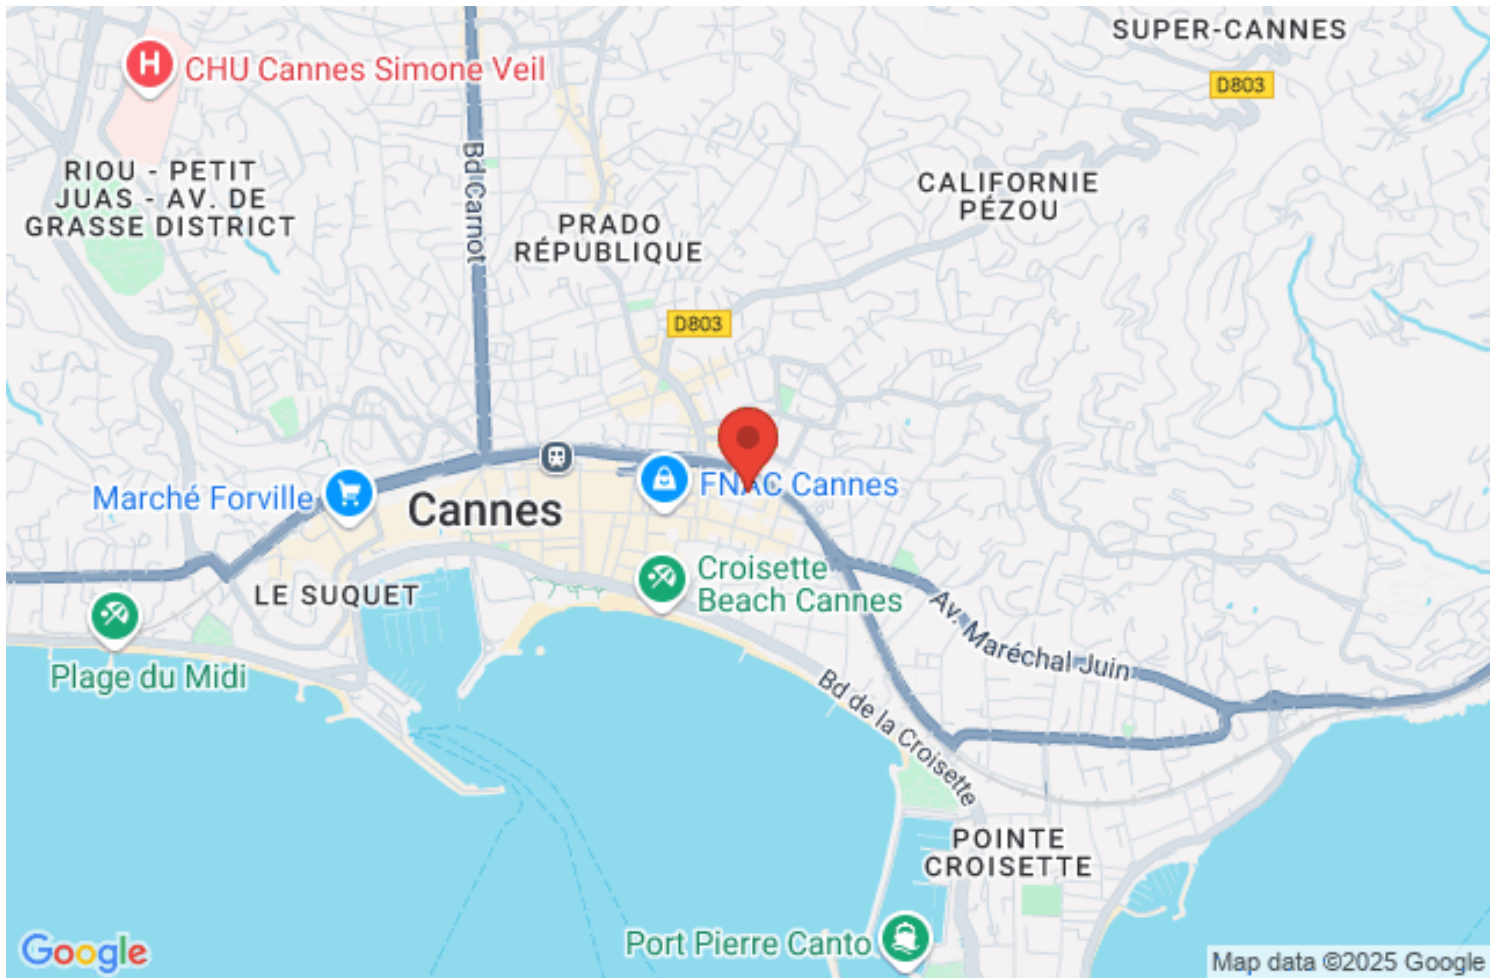 SUPER-CANNES
CHU Cannes Simone Veil
D803
RIOU - PETIT
JUAS - AV. DE
GRASSE DISTRICT
Bd Carnot
CALIFORNIE
PÉZOU
PRADO
RÉPUBLIQUE
D803
Marché Forville
Cannes
FNAC Cannes
LE SUQUET
Croisette
Beach Cannes
Av. Maréchal Juin
Plage du Midi
Bd de la Croisette
POINTE
CROISETTE
Port Pierre Canto
Google
Map data ©2025 Google